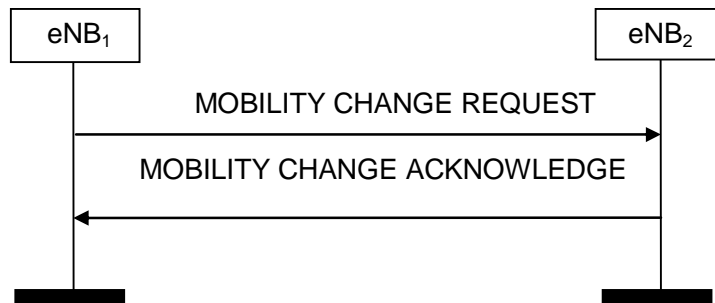 eNB₁
eNB₂
MOBILITY CHANGE REQUEST
MOBILITY CHANGE ACKNOWLEDGE